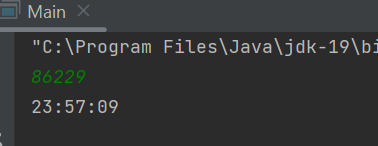 Main ×
"C:\Program Files\Java\jdk-19\bi
86229
23:57:09